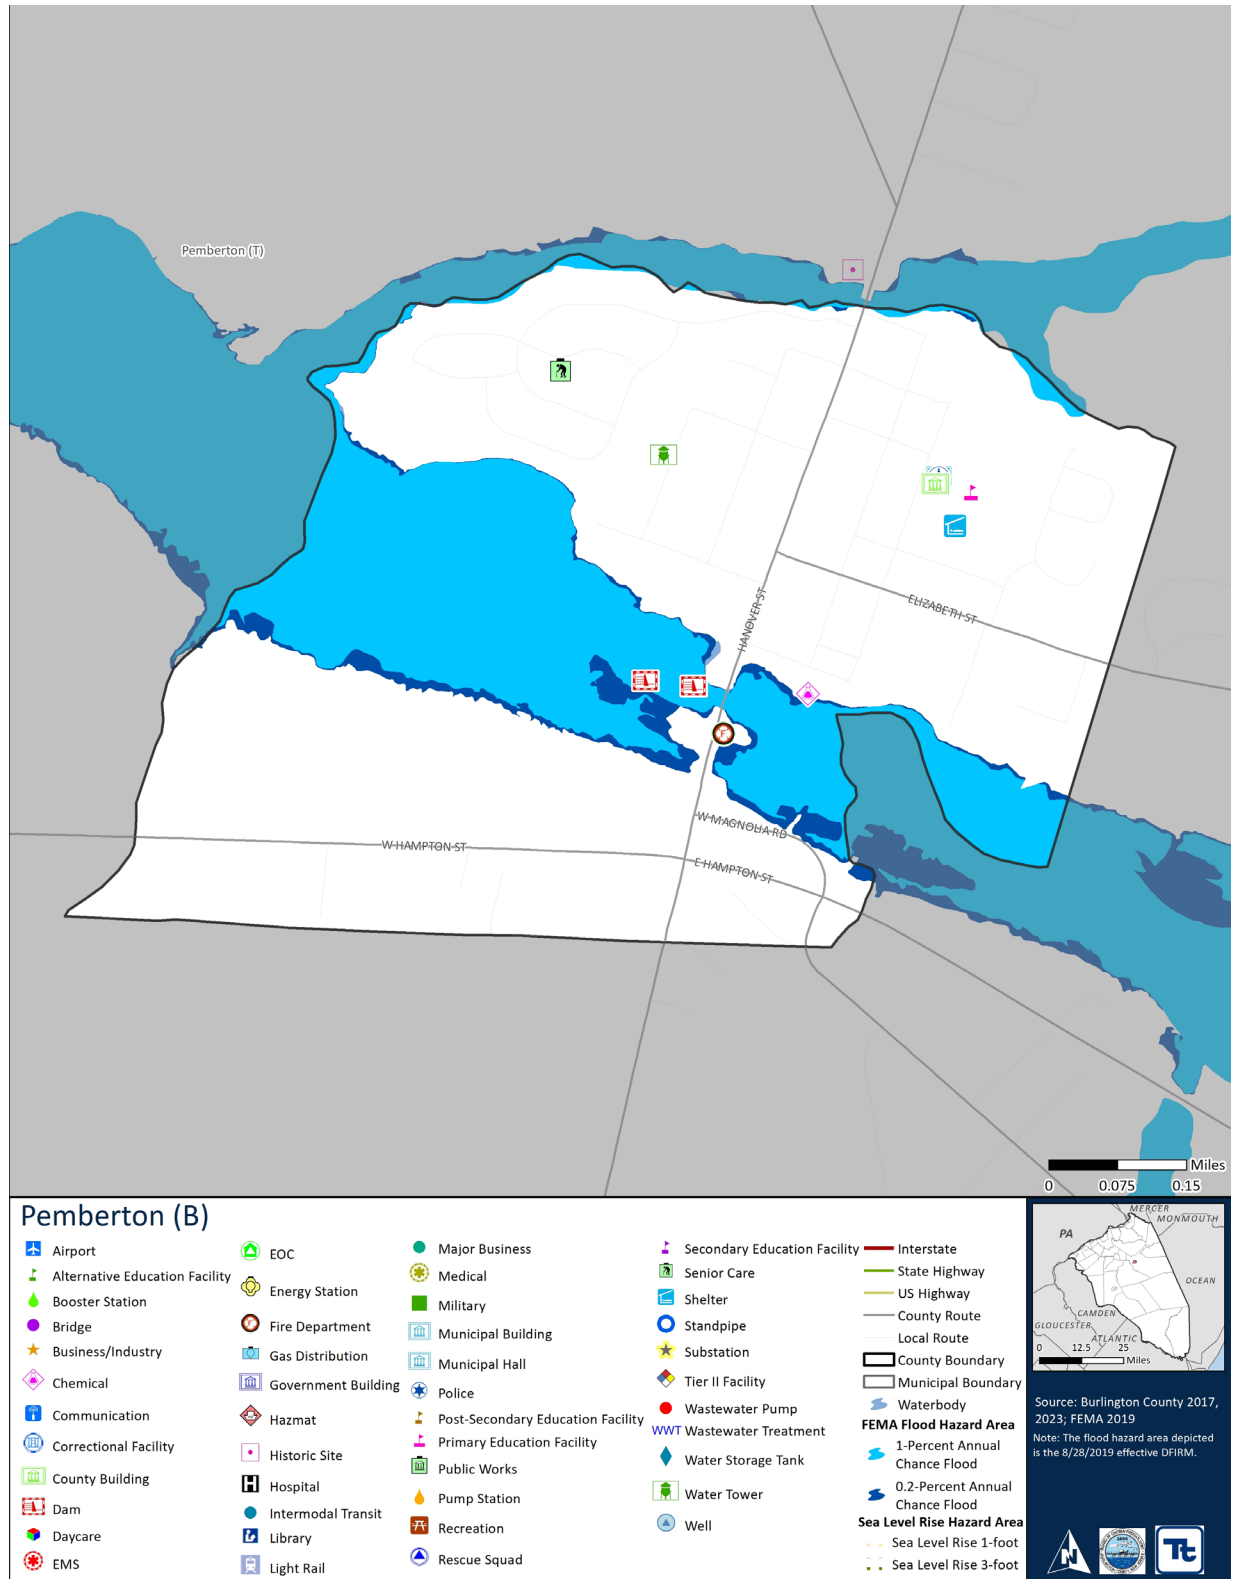 Pemberton (T)
HANOVER ST
ELIZABETH ST
W MAGNOLIA RD
W HAMPTON ST
E HAMPTON ST
F
Miles
0 0.075 0.15
Pemberton (B)
Airport
Alternative Education Facility
Booster Station
Bridge
Business/Industry
Chemical
Communication
Correctional Facility
County Building
Dam
Daycare
EMS
EOC
Energy Station
Fire Department
Gas Distribution
Government Building
Hazmat
Historic Site
H Hospital
Intermodal Transit
Library
Light Rail
Major Business
Medical
Military
Municipal Building
Municipal Hall
Police
Post-Secondary Education Facility
Primary Education Facility
Public Works
Pump Station
Recreation
Rescue Squad
Secondary Education Facility
Senior Care
Shelter
Standpipe
Substation
Tier II Facility
Wastewater Pump
WWT Wastewater Treatment
Water Storage Tank
Water Tower
Well
Interstate
State Highway
US Highway
County Route
Local Route
County Boundary
Municipal Boundary
Waterbody
FEMA Flood Hazard Area
1-Percent Annual
Chance Flood
0.2-Percent Annual
Chance Flood
Sea Level Rise Hazard Area
Sea Level Rise 1-foot
Sea Level Rise 3-foot
MERCER
MONMOUTH
PA
OCEAN
CAMDEN
GLOUCESTER
ATLANTIC
0 12.5 25
Miles
Source: Burlington County 2017,
2023; FEMA 2019
Note: The flood hazard area depicted
is the 8/28/2019 effective DFIRM.
N
1694
Tt